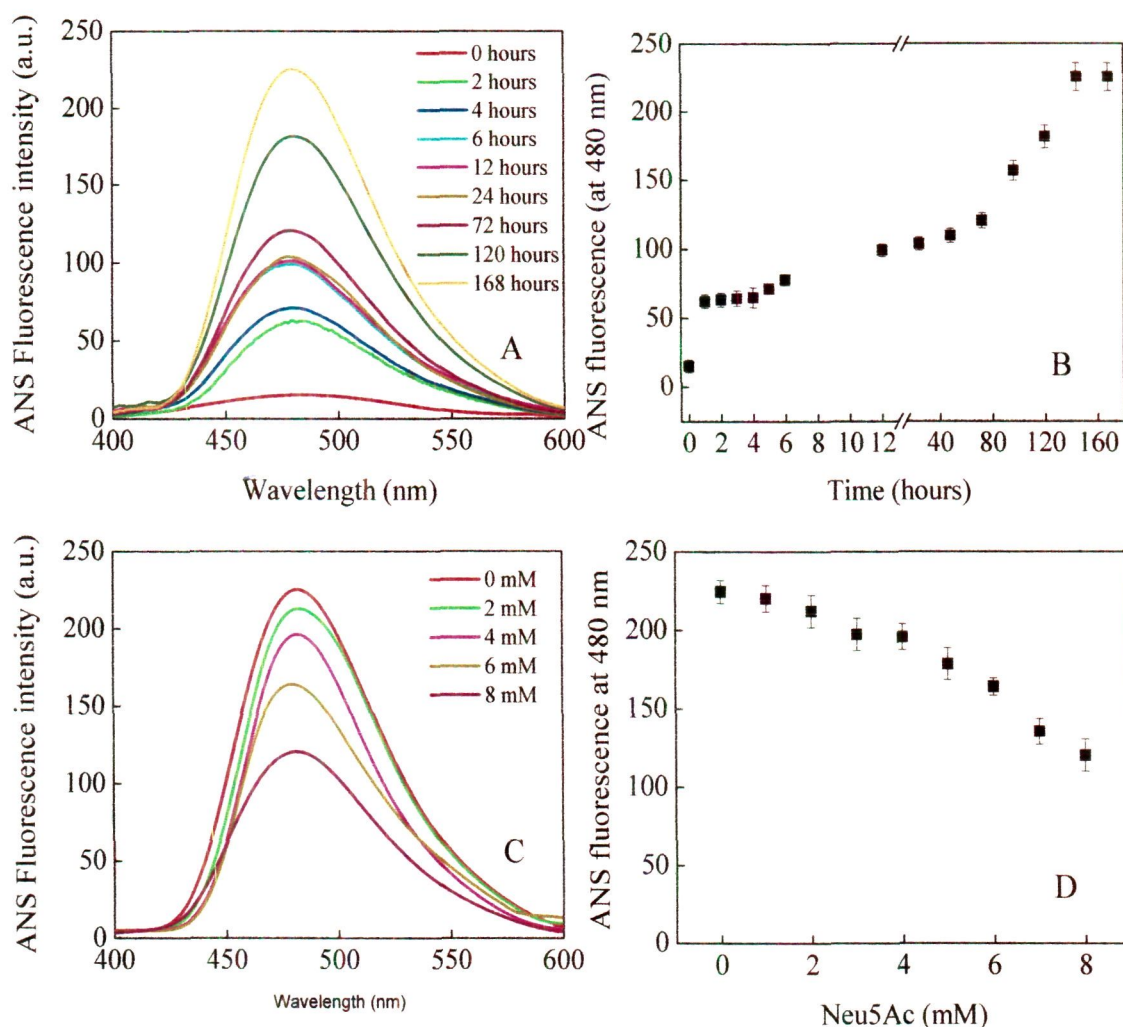 ANS Fluorescence intensity (a.u.)
250
200
150
100
50
0
400
450
500
550
600
Wavelength (nm)
0 hours
2 hours
4 hours
6 hours
12 hours
24 hours
72 hours
120 hours
168 hours
A
ANS fluorescence (at 480 nm)
250
200
150
100
50
0
0 2 4 6 8 10 12 40 80 120 160
Time (hours)
B
ANS Fluorescence intensity (a.u.)
250
200
150
100
50
0
400
450
500
550
600
Wavelength (nm)
0 mM
2 mM
4 mM
6 mM
8 mM
C
ANS fluorescence at 480 nm
250
200
150
100
50
0
0 2 4 6 8
Neu5Ac (mM)
D